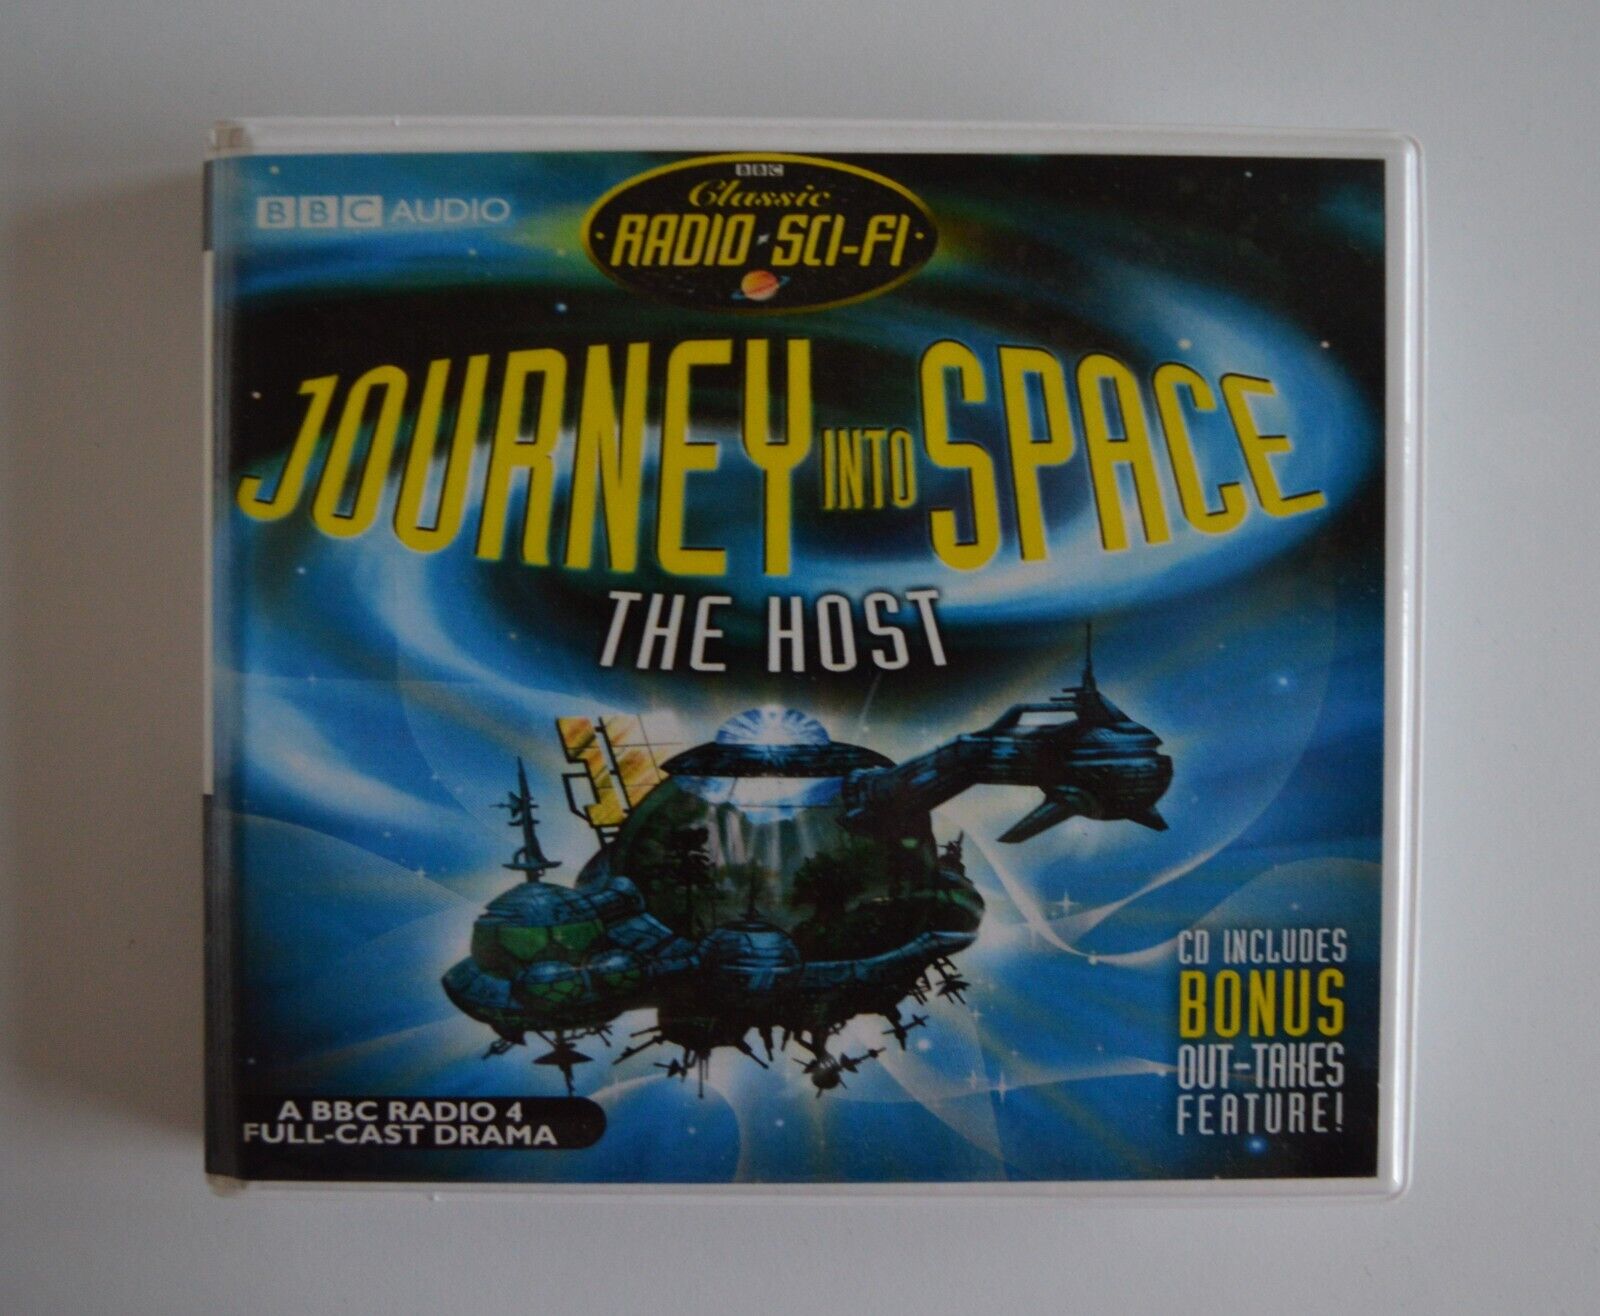 BBC AUDIO
BBC
Classic
RADIO SCI-FI
JOURNEY INTO SPACE
THE HOST
CD INCLUDES
BONUS
OUT-TAKES
FEATURE!
A BBC RADIO 4
FULL-CAST DRAMA